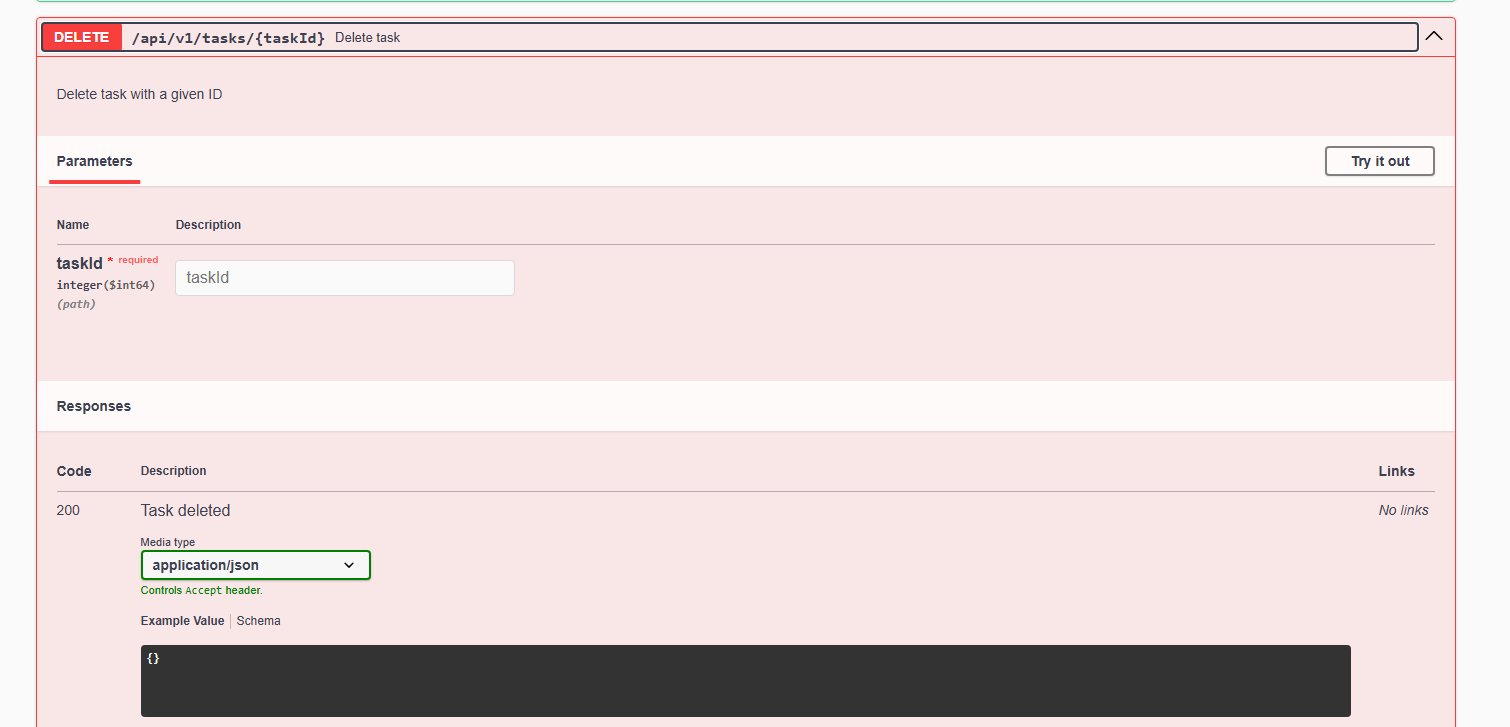 DELETE /api/v1/tasks/{taskId} Delete task
Delete task with a given ID
Parameters Try it out
Name Description
taskId * required
integer($int64)
(path)
taskId
Responses
Code Description Links
200 Task deleted No links
Media type
application/json
Controls Accept header.
Example Value Schema
{}